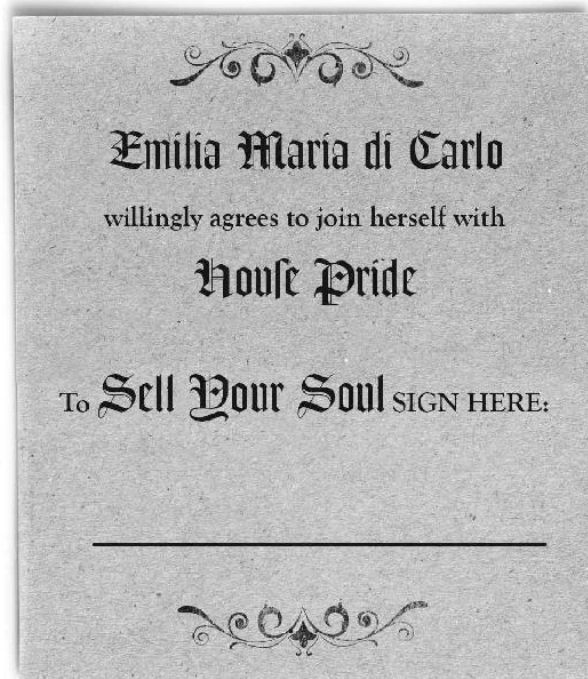 Emilia Maria di Carlo
willingly agrees to join herself with
Houſe Pride
To Sell Your Soul SIGN HERE: